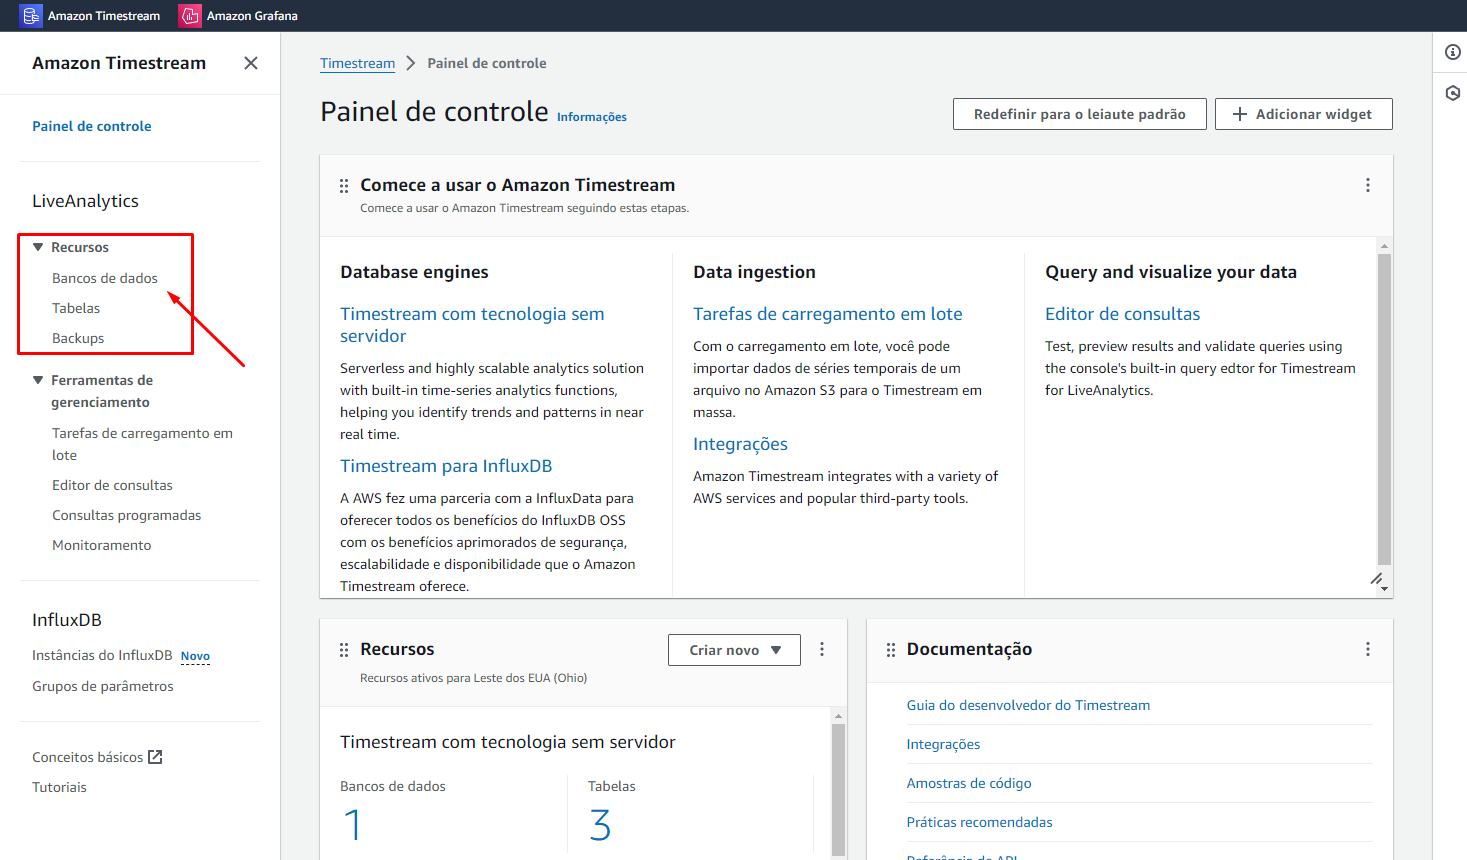 Amazon Timestream
Amazon Grafana
Amazon Timestream
Painel de controle
LiveAnalytics
Recursos
Bancos de dados
Tabelas
Backups
Ferramentas de
gerenciamento
Tarefas de carregamento em
lote
Editor de consultas
Consultas programadas
Monitoramento
InfluxDB
Instâncias do InfluxDB Novo
Grupos de parâmetros
Conceitos básicos
Tutoriais
Timestream
Painel de controle
Painel de controle Informações
Redefinir para o leiaute padrão
Adicionar widget
Comece a usar o Amazon Timestream
Comece a usar o Amazon Timestream seguindo estas etapas.
Database engines
Timestream com tecnologia sem
servidor
Serverless and highly scalable analytics solution
with built-in time-series analytics functions,
helping you identify trends and patterns in near
real time.
Timestream para InfluxDB
A AWS fez uma parceria com a InfluxData para
oferecer todos os benefícios do InfluxDB OSS
com os benefícios aprimorados de segurança,
escalabilidade e disponibilidade que o Amazon
Timestream oferece.
Data ingestion
Tarefas de carregamento em lote
Com o carregamento em lote, você pode
importar dados de séries temporais de um
arquivo no Amazon S3 para o Timestream em
massa.
Integrações
Amazon Timestream integrates with a variety of
AWS services and popular third-party tools.
Query and visualize your data
Editor de consultas
Test, preview results and validate queries using
the console's built-in query edtor for Timestream
for LiveAnalytics.
Recursos
Criar novo
Recursos ativos para Leste dos EUA (Ohio)
Timestream com tecnologia sem servidor
Bancos de dados
1
Tabelas
3
Documentação
Guia do desenvolvedor do Timestream
Integrações
Amostras de código
Práticas recomendadas
Referência de API